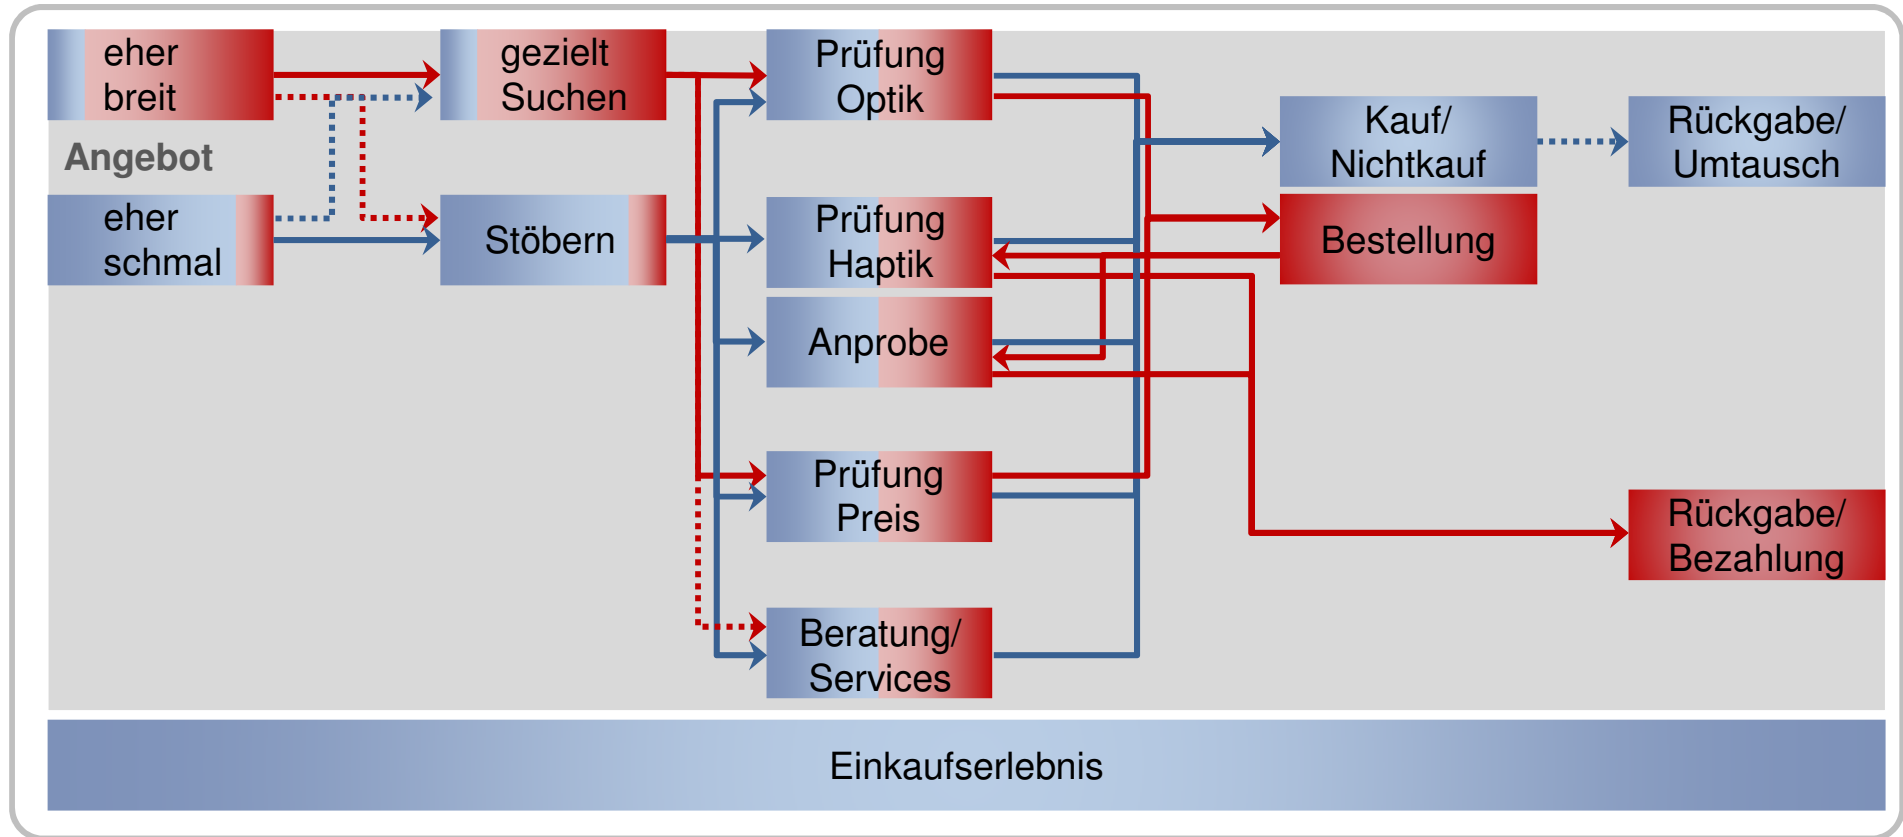 eher
breit
Angebot
eher
schmal
gezielt
Suchen
Stöbern
Prüfung
Optik
Prüfung
Haptik
Anprobe
Prüfung
Preis
Beratung/
Services
Kauf/
Nichtkauf
Bestellung
Rückgabe/
Umtausch
Rückgabe/
Bezahlung
Einkaufserlebnis